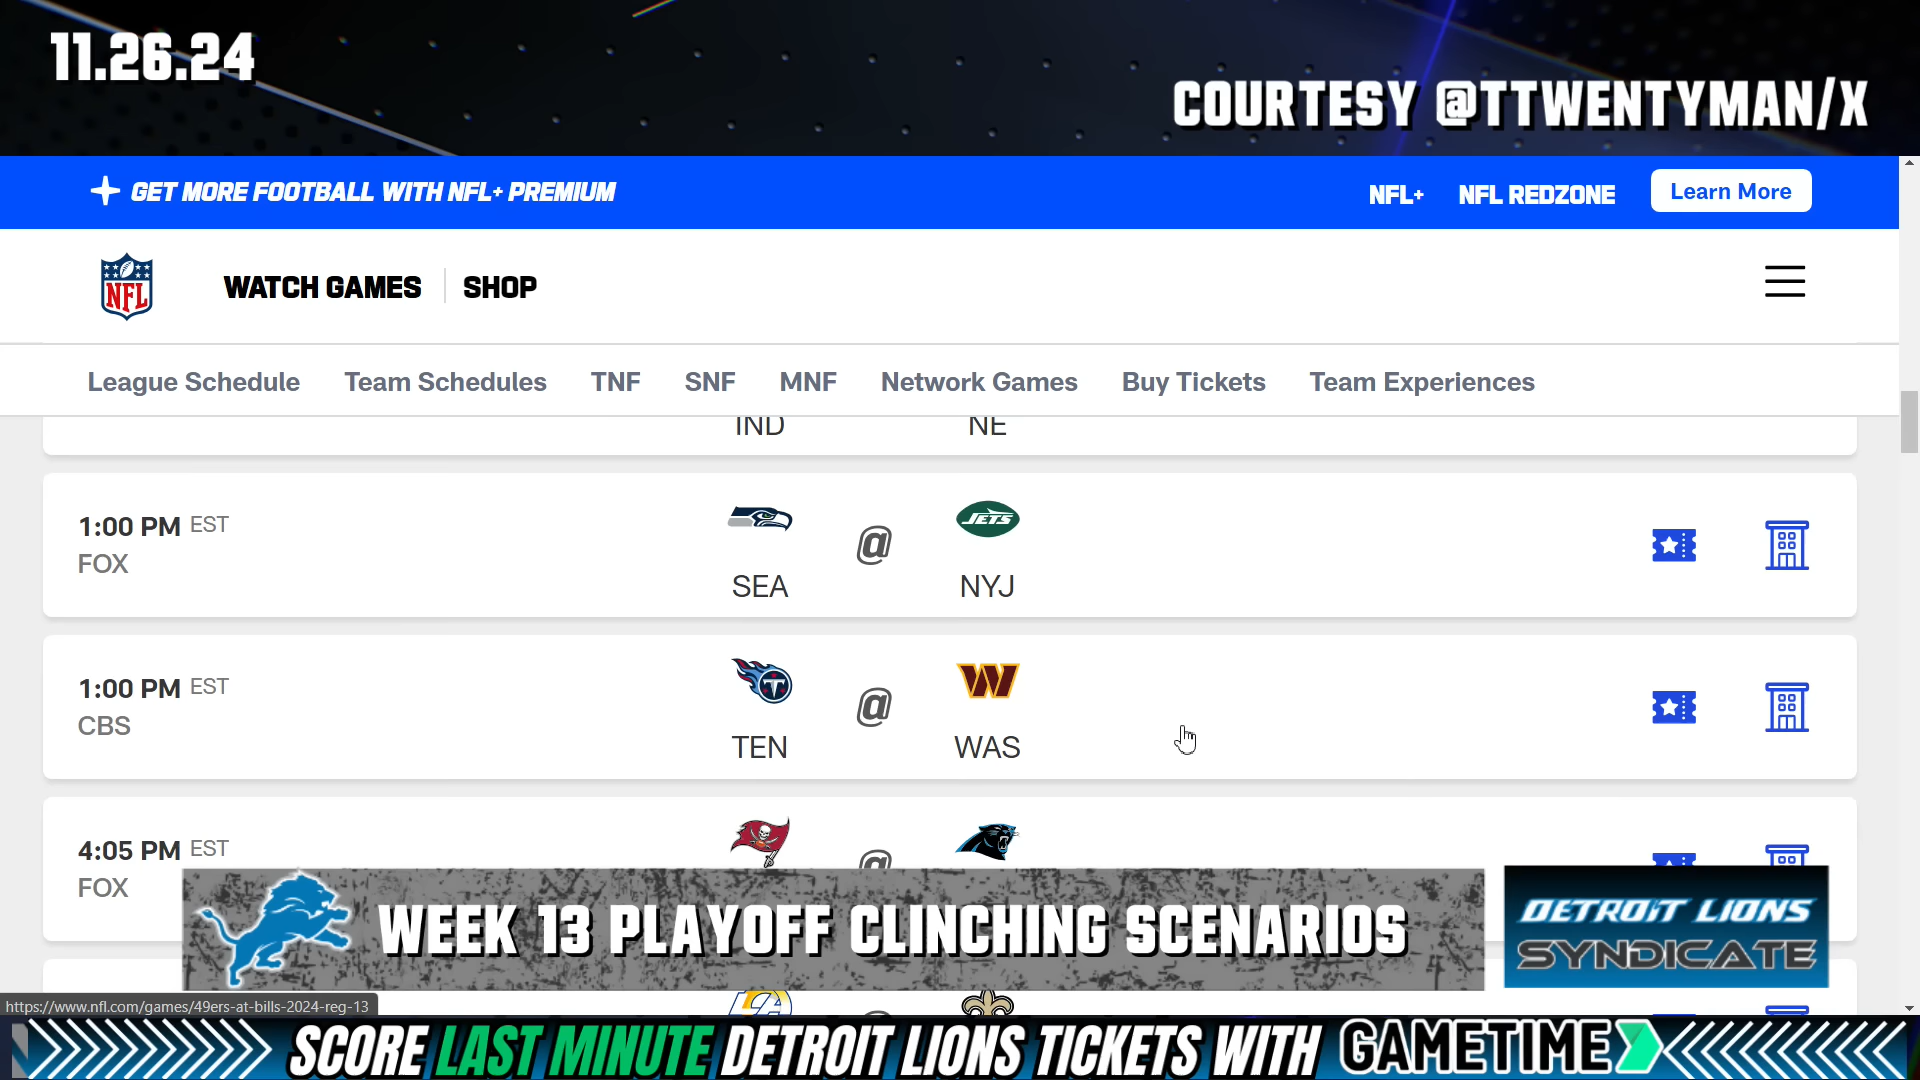 11.26.24
COURTESY @TTWENTYMAN/X
GET MORE FOOTBALL WITH NFL+ PREMIUM
NFL+ NFL REDZONE Learn More
NFL
WATCH GAMES SHOP
League Schedule Team Schedules TNF SNF MNF Network Games Buy Tickets Team Experiences
IND NE
1:00 PM EST
FOX
JETS
@
SEA NYJ
1:00 PM EST
CBS
T W
@
TEN WAS
4:05 PM EST
FOX
@
WEEK 13 PLAYOFF CLINCHING SCENARIOS
DETROIT LIONS
SYNDICATE
https://www.nfl.com/games/49ers-at-bills-2024-reg-13
LA
SCORE LAST MINUTE DETROIT LIONS TICKETS WITH GAMETIME